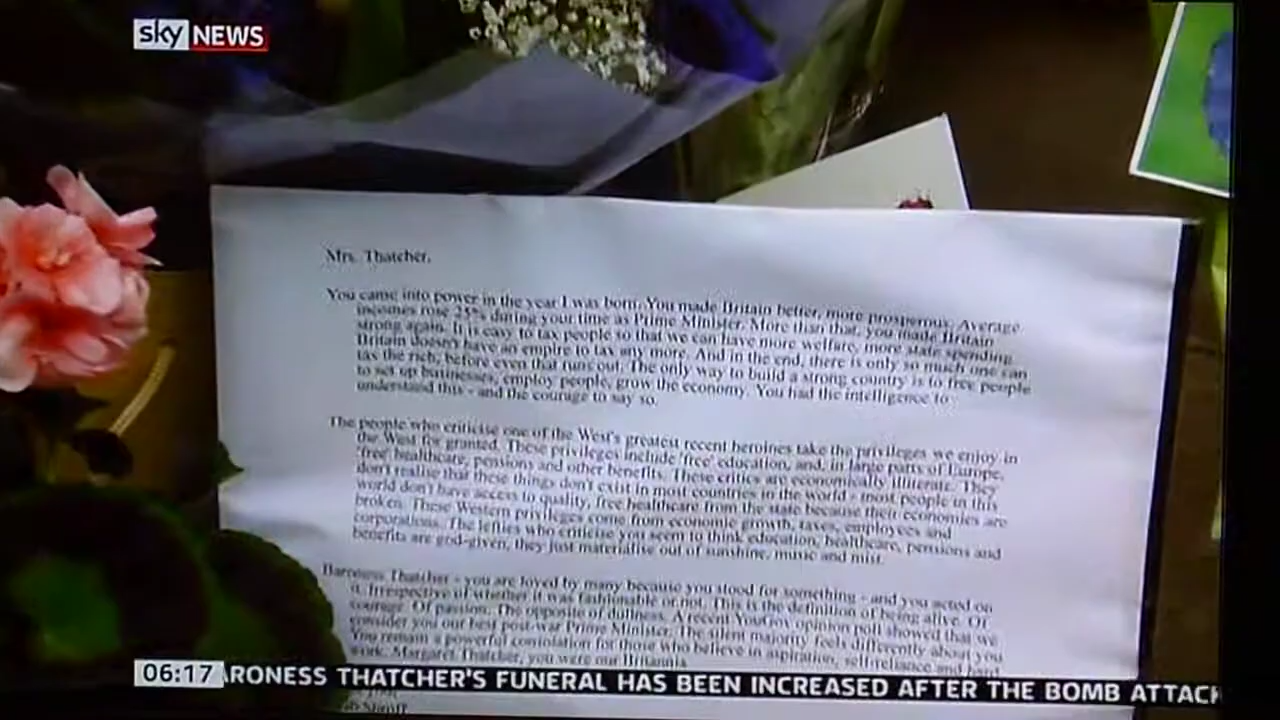 sky NEWS
Mrs. Thatcher,
You came into power in the year I was born. You made Britain better, more prosperous. Average
incomes rose 25% during your time as Prime Minister. More than that, you made Britain
strong again. It is easy to tax people so that we can have more welfare, more state spending.
Britain doesn't have an empire to tax any more. And in the end, there is only so much one can
tax the rich, before even that runs out. The only way to build a strong country is to free people
to set up businesses, employ people, grow the economy. You had the intelligence to
understand this - and the courage to say so.
The people who criticise one of the West's greatest recent heroines take the privileges we enjoy in
the West for granted. These privileges include 'free' education, and, in large parts of Europe,
'free' healthcare, pensions and other benefits. These critics are economically illiterate. They
don't realise that these things don't exist in most countries in the world - most people in this
world don't have access to quality, free healthcare from the state because their economies are
broken. These Western privileges come from economic growth, taxes, employees and
corporations. The lefties who criticise you seem to think education, healthcare, pensions and
benefits are god-given, they just materialise out of sunshine, music and mist.
Baroness Thatcher - you are loved by many because you stood for something - and you acted on
it. Irrespective of whether it was fashionable or not. This is the definition of being alive. Of
courage. Of passion. The opposite of dullness. A recent YouGov opinion poll showed that we
consider you our best post-war Prime Minister. The silent majority feels differently about you
You remain a powerful consolation for those who believe in aspiration, self-reliance and hard
work. Margaret Thatcher, you were our Britannia
06:17 ARONESS THATCHER'S FUNERAL HAS BEEN INCREASED AFTER THE BOMB ATTACK